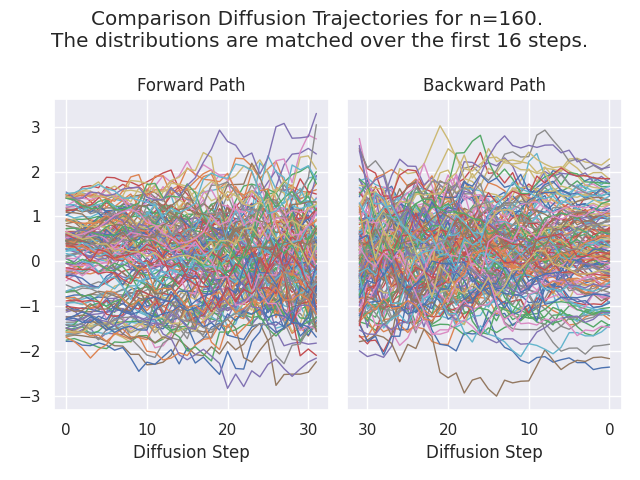 Comparison Diffusion Trajectories for n=160.
The distributions are matched over the first 16 steps.
Forward Path
Backward Path
3
2
1
0
−1
−2
−3
0 10 20 30
30 20 10 0
Diffusion Step
Diffusion Step